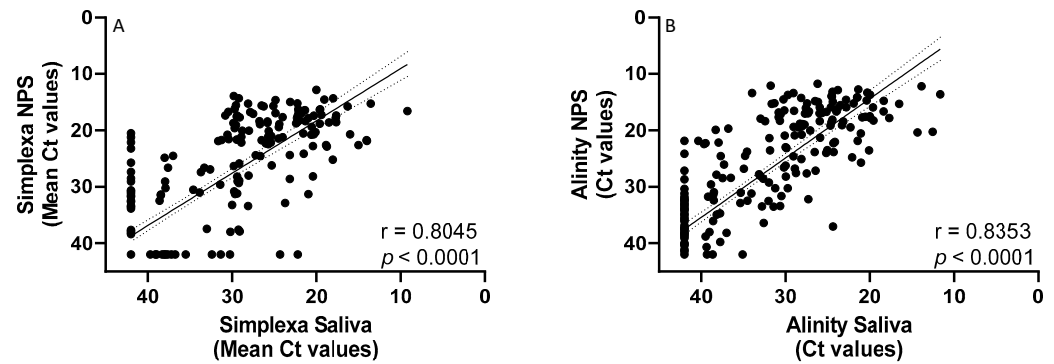 A
0
10
20
30
40
Simplexa NPS
(Mean Ct values)
r = 0.8045
p < 0.0001
40 30 20 10 0
Simplexa Saliva
(Mean Ct values)
B
0
10
20
30
40
Alinity NPS
(Ct values)
r = 0.8353
p < 0.0001
40 30 20 10 0
Alinity Saliva
(Ct values)